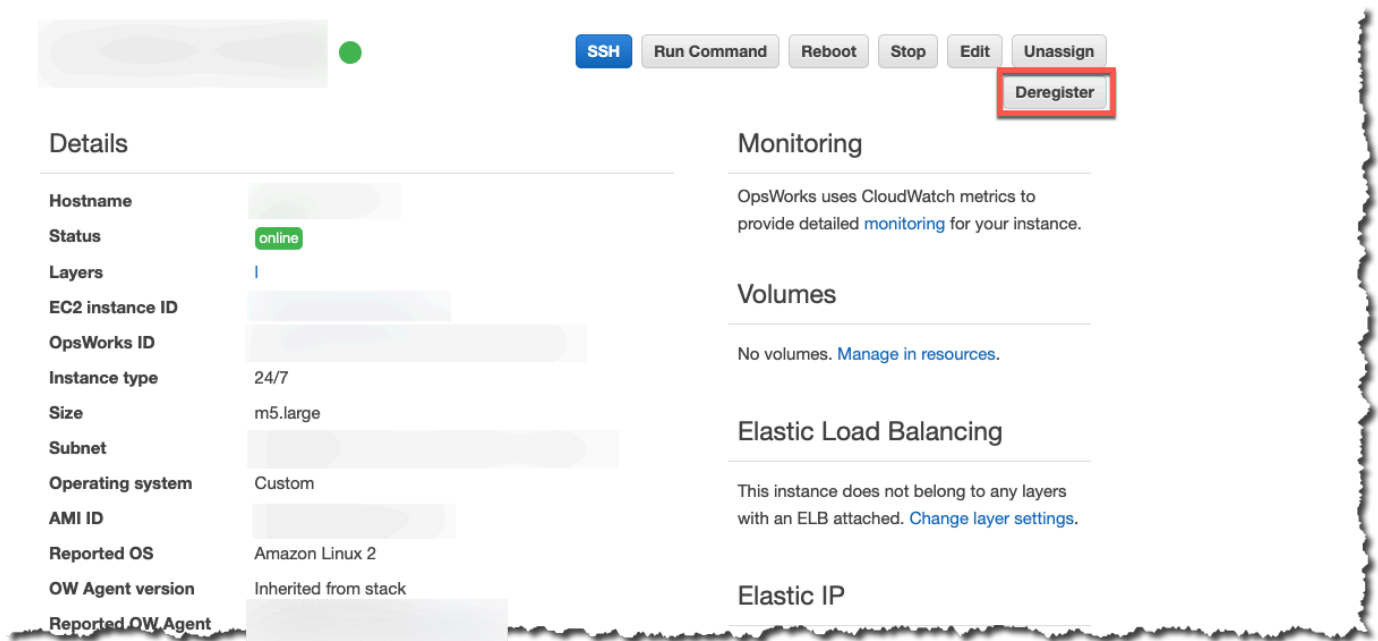 SSH Run Command Reboot Stop Edit Unassign
Deregister
Details
Hostname
Status online
Layers l
EC2 instance ID
OpsWorks ID
Instance type 24/7
Size m5.large
Subnet
Operating system Custom
AMI ID
Reported OS Amazon Linux 2
OW Agent version Inherited from stack
Reported OW Agent
Monitoring
OpsWorks uses CloudWatch metrics to
provide detailed monitoring for your instance.
Volumes
No volumes. Manage in resources.
Elastic Load Balancing
This instance does not belong to any layers
with an ELB attached. Change layer settings.
Elastic IP